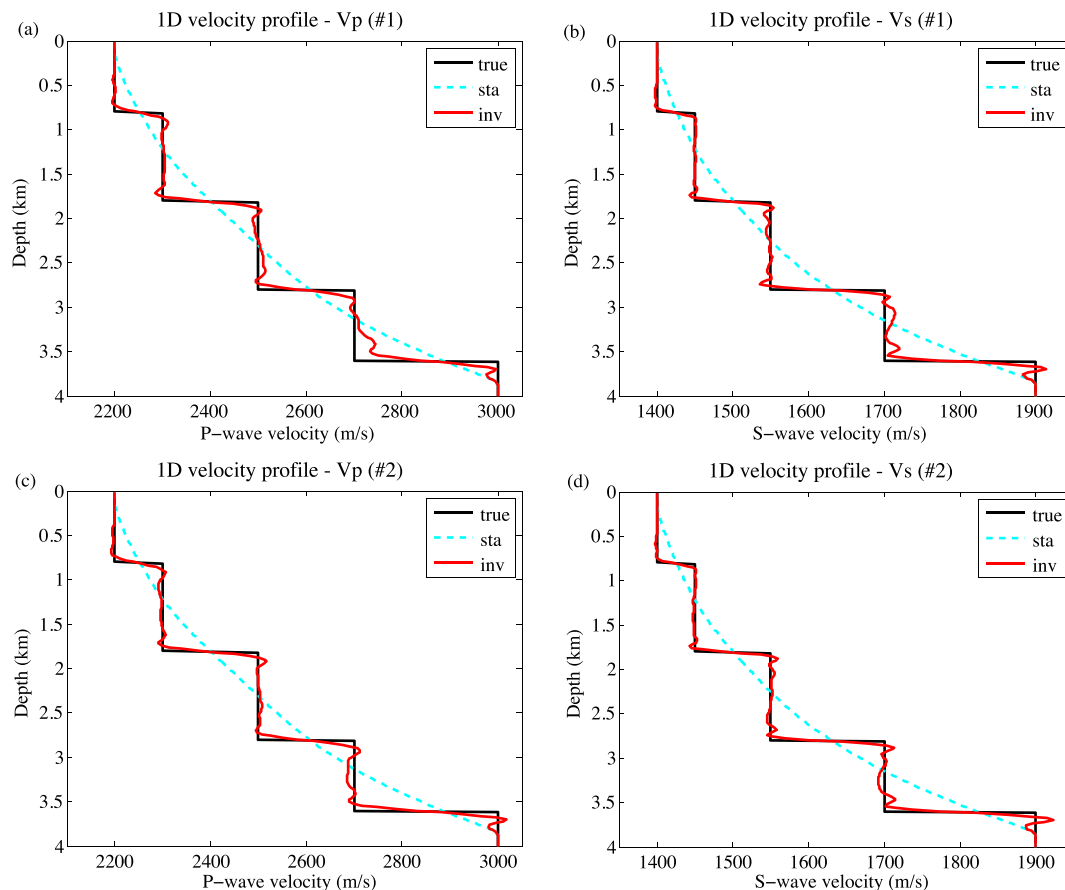 1D velocity profile - Vp (#1)
(a)
0
0.5
1
1.5
2
2.5
3
3.5
4
Depth (km)
true
sta
inv
2200 2400 2600 2800 3000
P-wave velocity (m/s)
1D velocity profile - Vs (#1)
(b)
0
0.5
1
1.5
2
2.5
3
3.5
4
Depth (km)
true
sta
inv
1400 1500 1600 1700 1800 1900
S-wave velocity (m/s)
1D velocity profile - Vp (#2)
(c)
0
0.5
1
1.5
2
2.5
3
3.5
4
Depth (km)
true
sta
inv
2200 2400 2600 2800 3000
P-wave velocity (m/s)
1D velocity profile - Vs (#2)
(d)
0
0.5
1
1.5
2
2.5
3
3.5
4
Depth (km)
true
sta
inv
1400 1500 1600 1700 1800 1900
S-wave velocity (m/s)